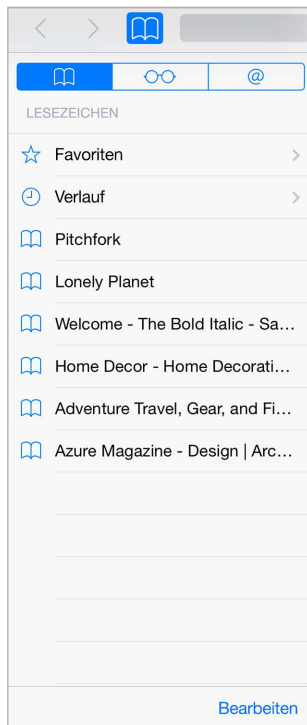 @
LESEZEICHEN
Favoriten
Verlauf
Pitchfork
Lonely Planet
Welcome - The Bold Italic - Sa...
Home Decor - Home Decorati...
Adventure Travel, Gear, and Fi...
Azure Magazine - Design | Arc...
Bearbeiten